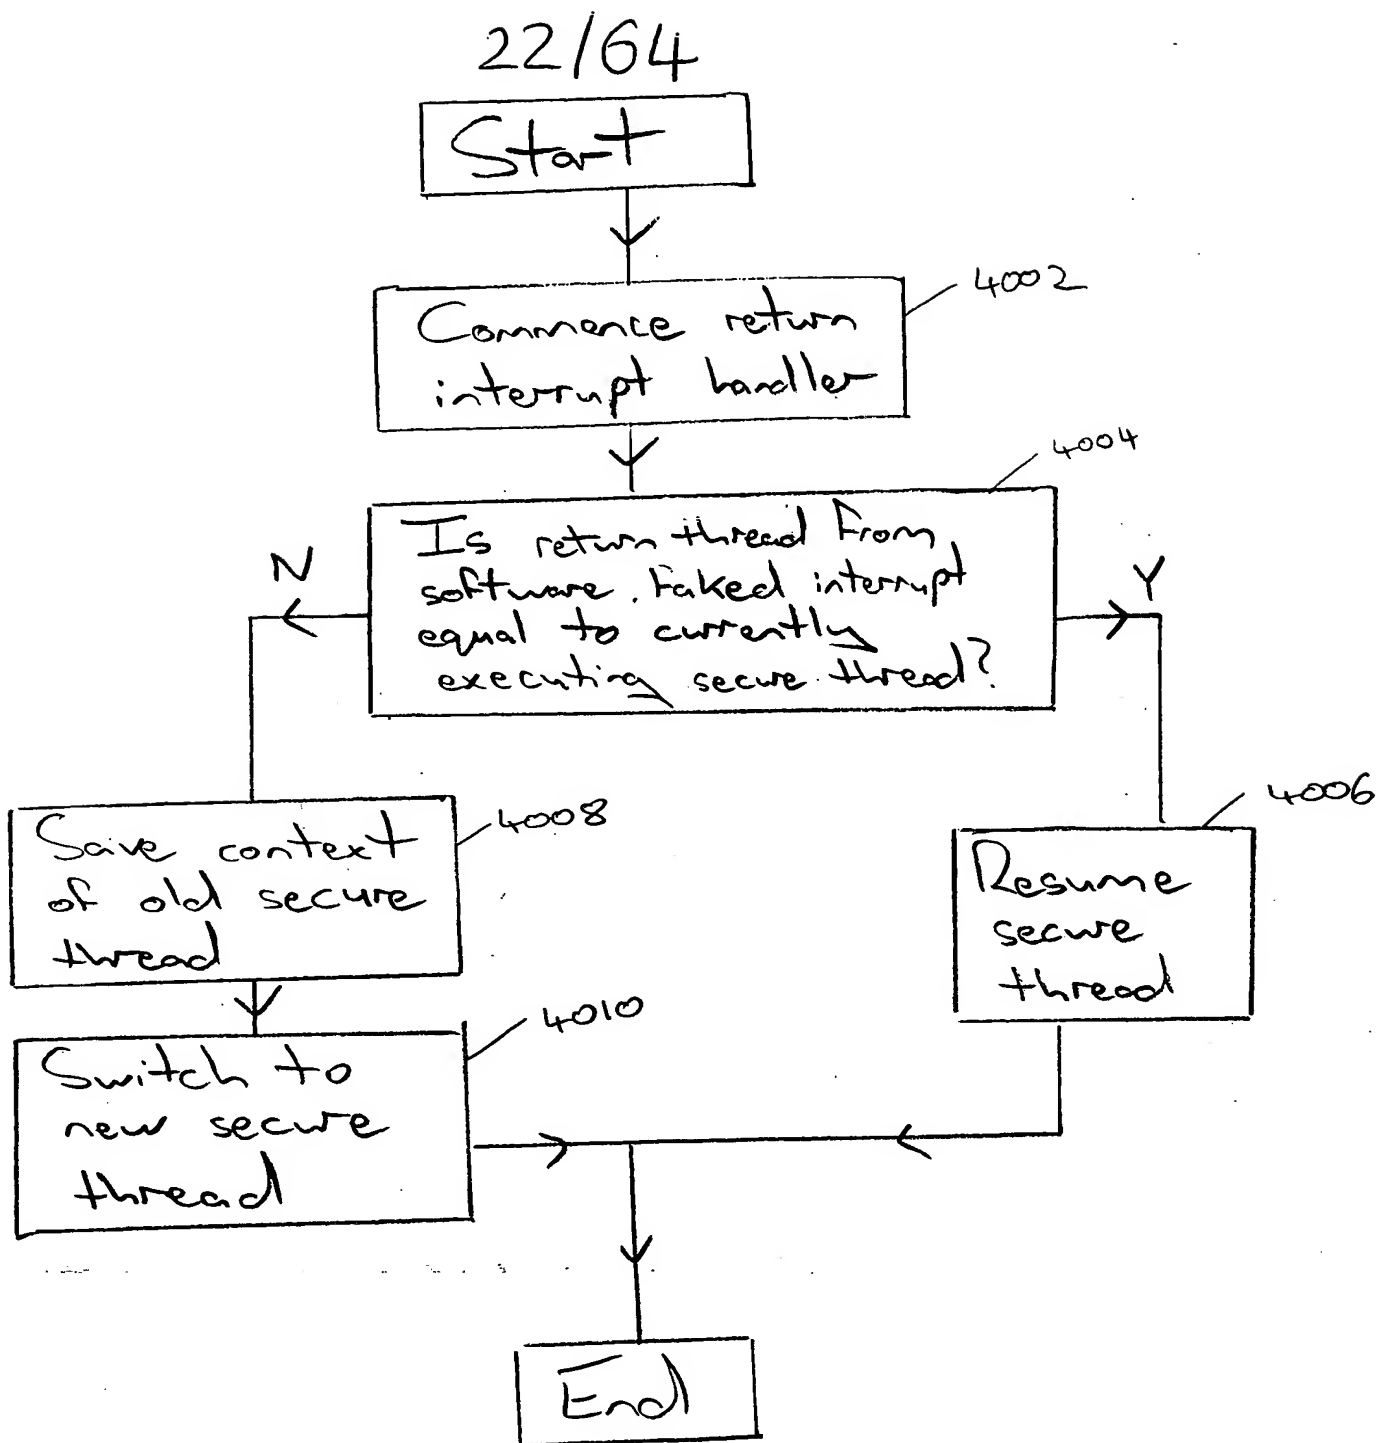 22/64
Start
Commence return
interrupt handler
4002
Is return thread from
software faked interrupt
equal to currently
executing secure thread?
4004
N
Y
Save context
of old secure
thread
4008
Resume
secure
thread
4006
Switch to
new secure
thread
4010
End